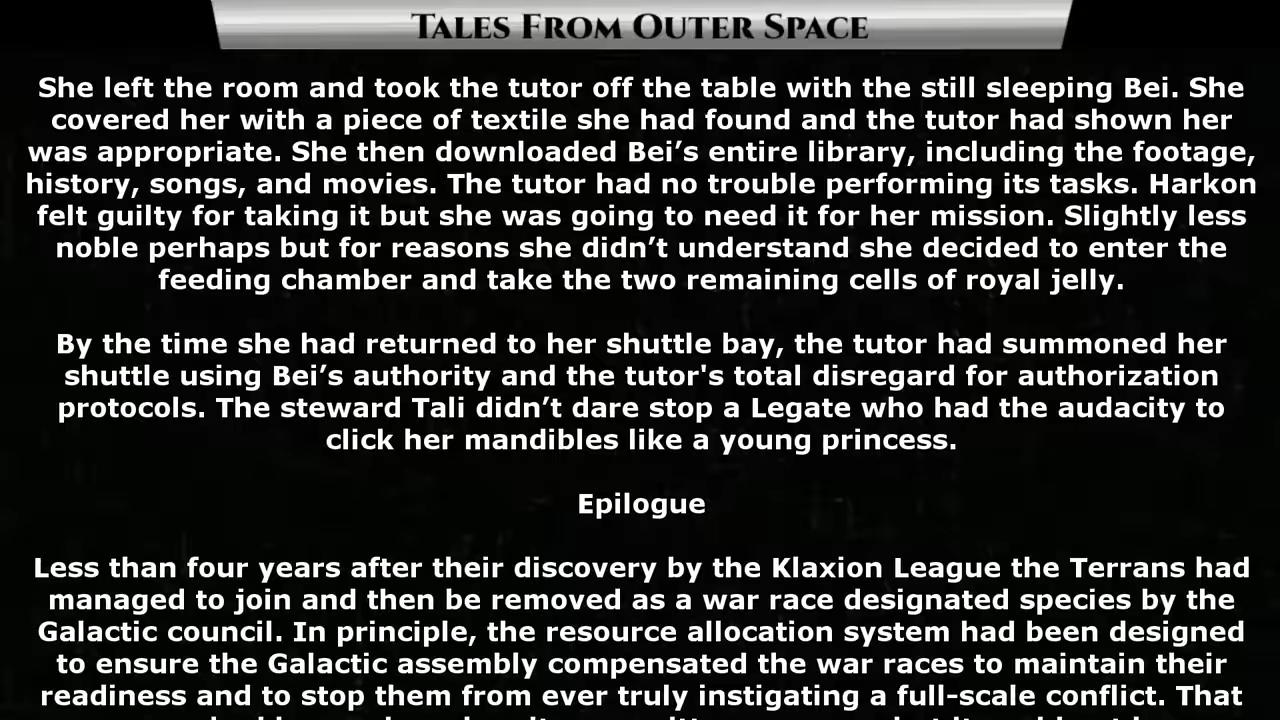 Tales From Outer Space
She left the room and took the tutor off the table with the still sleeping Bei. She
covered her with a piece of textile she had found and the tutor had shown her
was appropriate. She then downloaded Bei’s entire library, including the footage,
history, songs, and movies. The tutor had no trouble performing its tasks. Harkon
felt guilty for taking it but she was going to need it for her mission. Slightly less
noble perhaps but for reasons she didn’t understand she decided to enter the
feeding chamber and take the two remaining cells of royal jelly.
By the time she had returned to her shuttle bay, the tutor had summoned her
shuttle using Bei’s authority and the tutor's total disregard for authorization
protocols. The steward Tali didn’t dare stop a Legate who had the audacity to
click her mandibles like a young princess.
Epilogue
Less than four years after their discovery by the Klaxion League the Terrans had
managed to join and then be removed as a war race designated species by the
Galactic council. In principle, the resource allocation system had been designed
to ensure the Galactic assembly compensated the war races to maintain their
readiness and to stop them from ever truly instigating a full-scale conflict. That